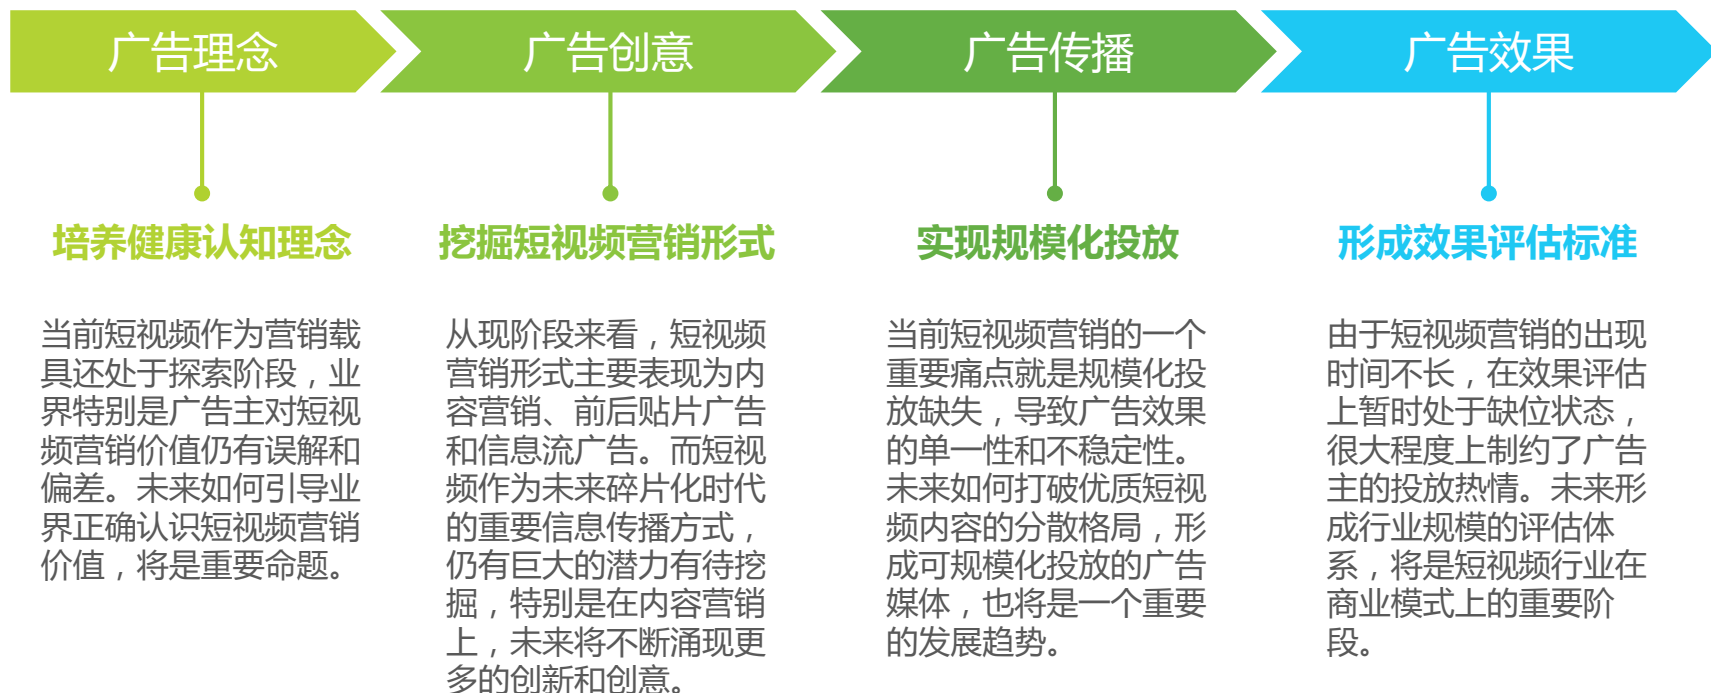 广告理念
广告创意
广告传播
广告效果
培养健康认知理念
当前短视频作为营销载
具还处于探索阶段，业
界特别是广告主对短视
频营销价值仍有误解和
偏差。未来如何引导业
界正确认识短视频营销
价值，将是重要命题。
挖掘短视频营销形式
从现阶段来看，短视频
营销形式主要表现为内
容营销、前后贴片广告
和信息流广告。而短视
频作为未来碎片化时代
的重要信息传播方式，
仍有巨大的潜力有待挖
掘，特别是在内容营销
上，未来将不断涌现更
多的创新和创意。
实现规模化投放
当前短视频营销的一个
重要痛点就是规模化投
放缺失，导致广告效果
的单一性和不稳定性。
未来如何打破优质短视
频内容的分散格局，形
成可规模化投放的广告
媒体，也将是一个重要
的发展趋势。
形成效果评估标准
由于短视频营销的出现
时间不长，在效果评估
上暂时处于缺位状态，
很大程度上制约了广告
主的投放热情。未来形
成行业规模的评估体
系，将是短视频行业在
商业模式上的重要阶
段。